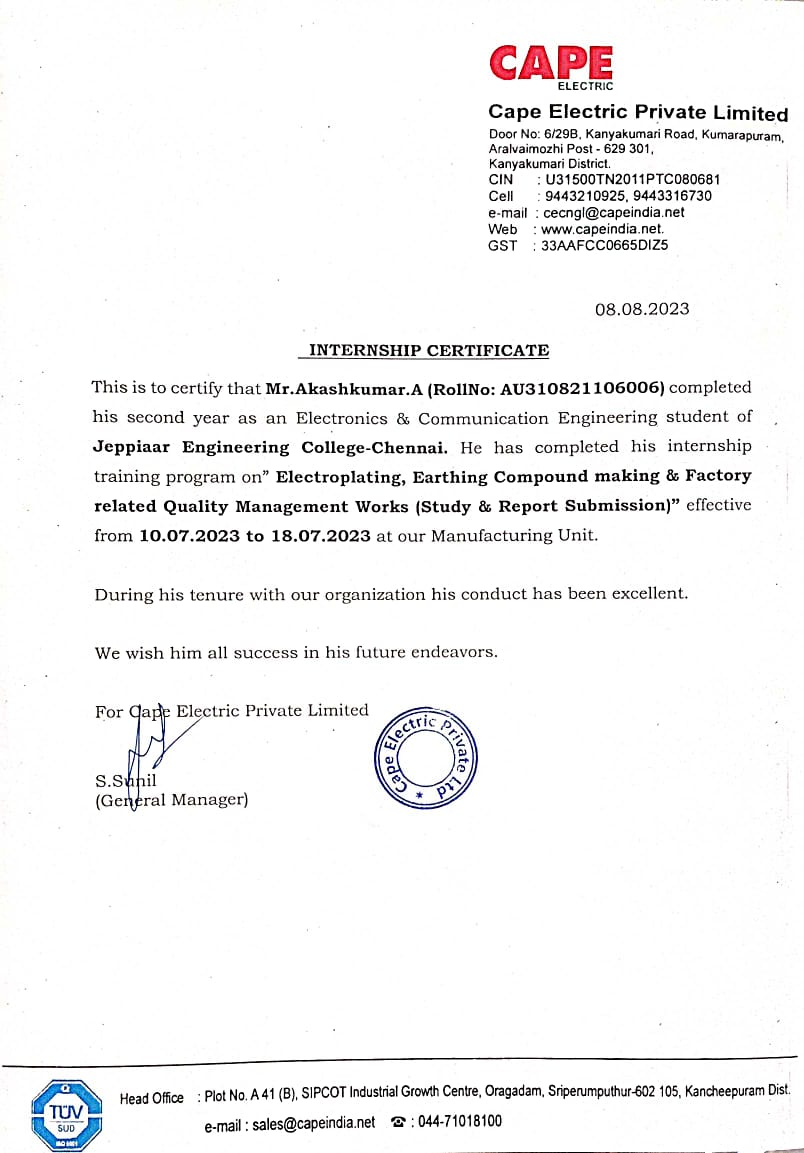 CAPE
ELECTRIC
Cape Electric Private Limited
Door No: 6/29B, Kanyakumari Road, Kumarapuram,
Aralvaimozhi Post - 629 301,
Kanyakumari District.
CIN : U31500TN2011PTC080681
Cell : 9443210925, 9443316730
e-mail : cecngl@capeindia.net
Web : www.capeindia.net.
GST : 33AAFCC0665DIZ5
08.08.2023
INTERNSHIP CERTIFICATE
This is to certify that Mr.Akashkumar.A (RollNo: AU310821106006) completed
his second year as an Electronics & Communication Engineering student of
Jeppiaar Engineering College-Chennai. He has completed his internship
training program on” Electroplating, Earthing Compound making & Factory
related Quality Management Works (Study & Report Submission)” effective
from 10.07.2023 to 18.07.2023 at our Manufacturing Unit.
During his tenure with our organization his conduct has been excellent.
We wish him all success in his future endeavors.
For Cape Electric Private Limited
Cape Electric Private Ltd
S.Sunil
(General Manager)
TÜV
SUD
ISO 9001
Head Office : Plot No. A 41 (B), SIPCOT Industrial Growth Centre, Oragadam, Sriperumputhur-602 105, Kancheepuram Dist.
e-mail : sales@capeindia.net ☎ : 044-71018100